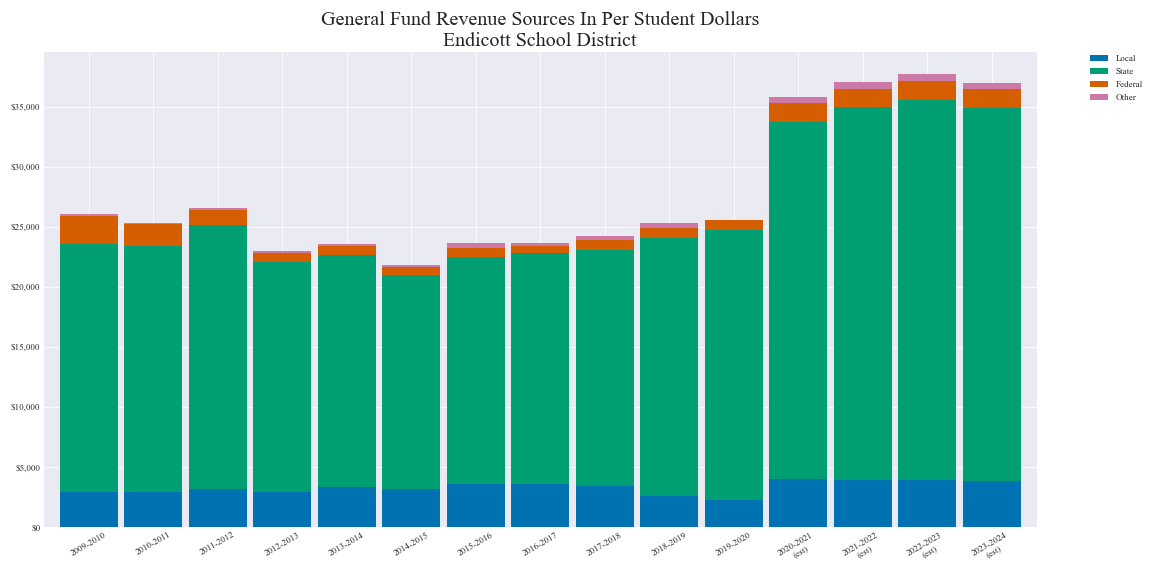 General Fund Revenue Sources In Per Student Dollars
Endicott School District
Local
State
Federal
Other
$35,000
$30,000
$25,000
$20,000
$15,000
$10,000
$5,000
$0
2009-2010
2010-2011
2011-2012
2012-2013
2013-2014
2014-2015
2015-2016
2016-2017
2017-2018
2018-2019
2019-2020
2020-2021
(est)
2021-2022
(est)
2022-2023
(est)
2023-2024
(est)